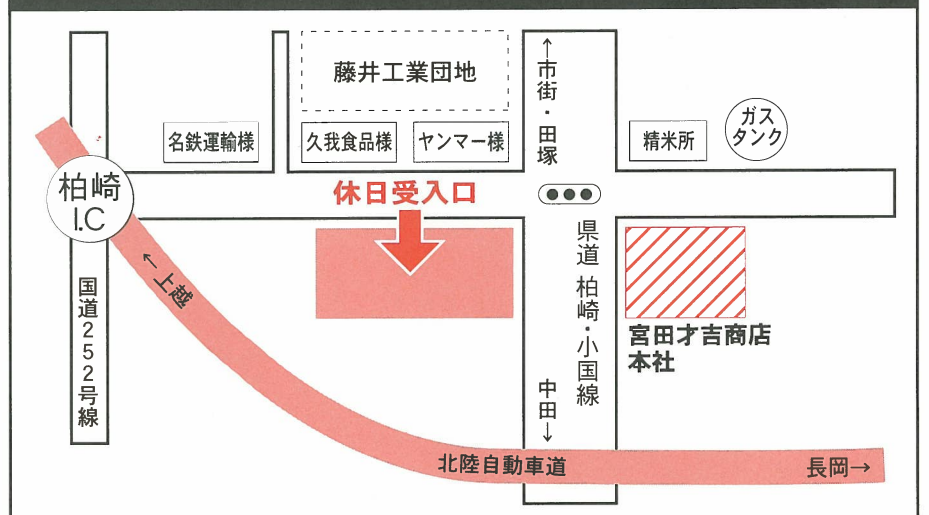 藤井工業団地
↑市街・田塚
ガス
タンク
名鉄運輸様
久我食品様
ヤンマー様
精米所
柏崎
I.C
休日受入口
県道 柏崎・小国線
←上越
国道252号線
宮田才吉商店
本社
中田→
北陸自動車道
長岡→